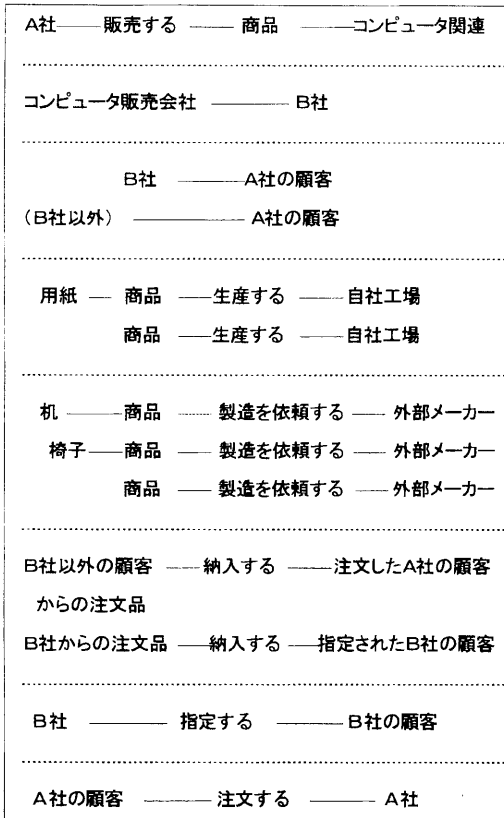 A社――販売する――商品――コンピュータ関連
コンピュータ販売会社――B社
B社――A社の顧客
(B社以外)――A社の顧客
用紙―商品――生産する――自社工場
商品――生産する――自社工場
机――商品――製造を依頼する――外部メーカー
椅子――商品――製造を依頼する――外部メーカー
商品――製造を依頼する――外部メーカー
B社以外の顧客――納入する――注文したA社の顧客
からの注文品
B社からの注文品――納入する――指定されたB社の顧客
B社――指定する――B社の顧客
A社の顧客――注文する――A社